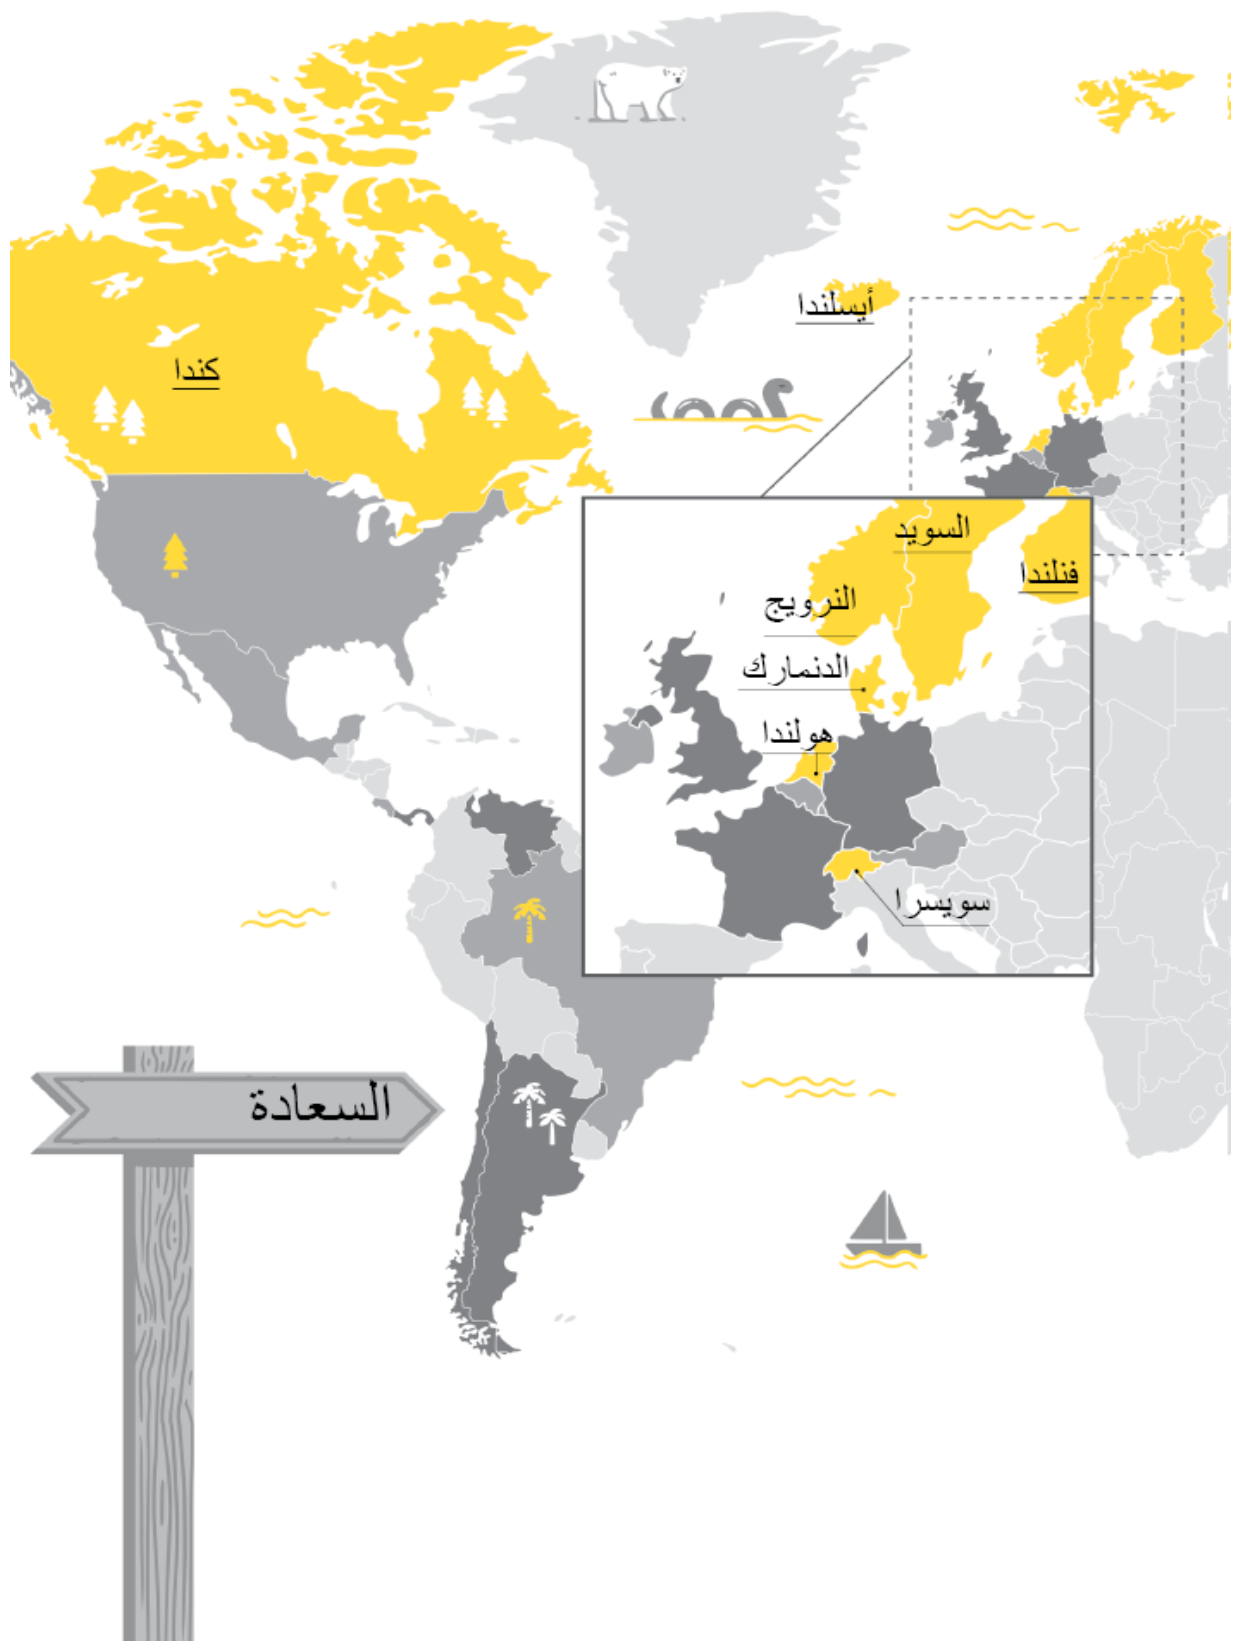 أيسلندا
كندا
السويد
فنلندا
النرويج
الدنمارك
هولندا
سويسرا
السعادة